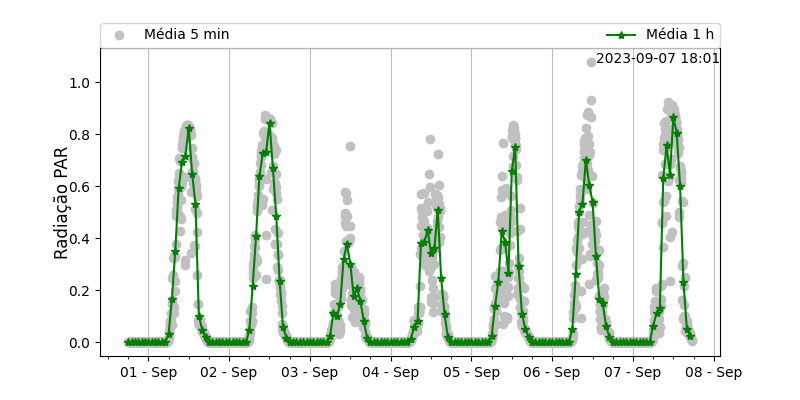 Média 5 min
Média 1 h
2023-09-07 18:01
Radiação PAR
1.0
0.8
0.6
0.4
0.2
0.0
01 - Sep
02 - Sep
03 - Sep
04 - Sep
05 - Sep
06 - Sep
07 - Sep
08 - Sep